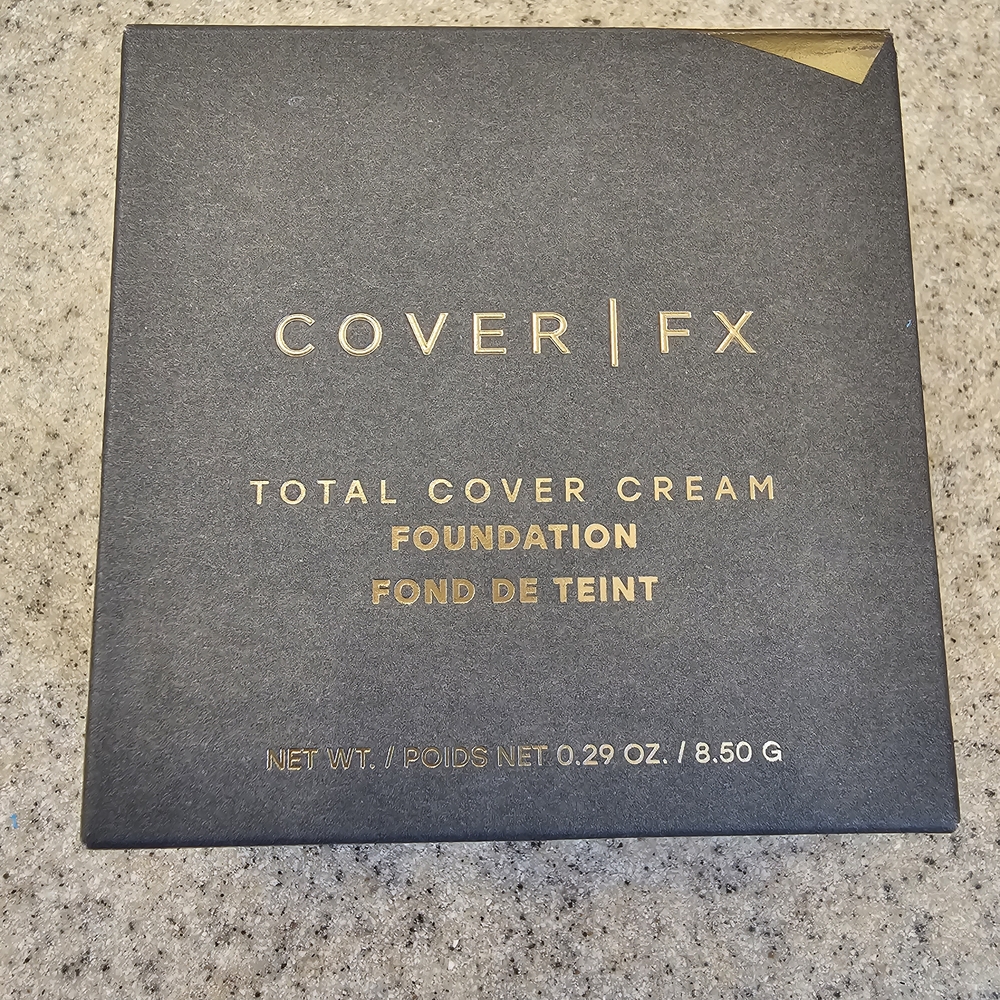 COVER|FX
TOTAL COVER CREAM
FOUNDATION
FOND DE TEINT
NET WT. / POIDS NET 0.29 OZ. / 8.50 G